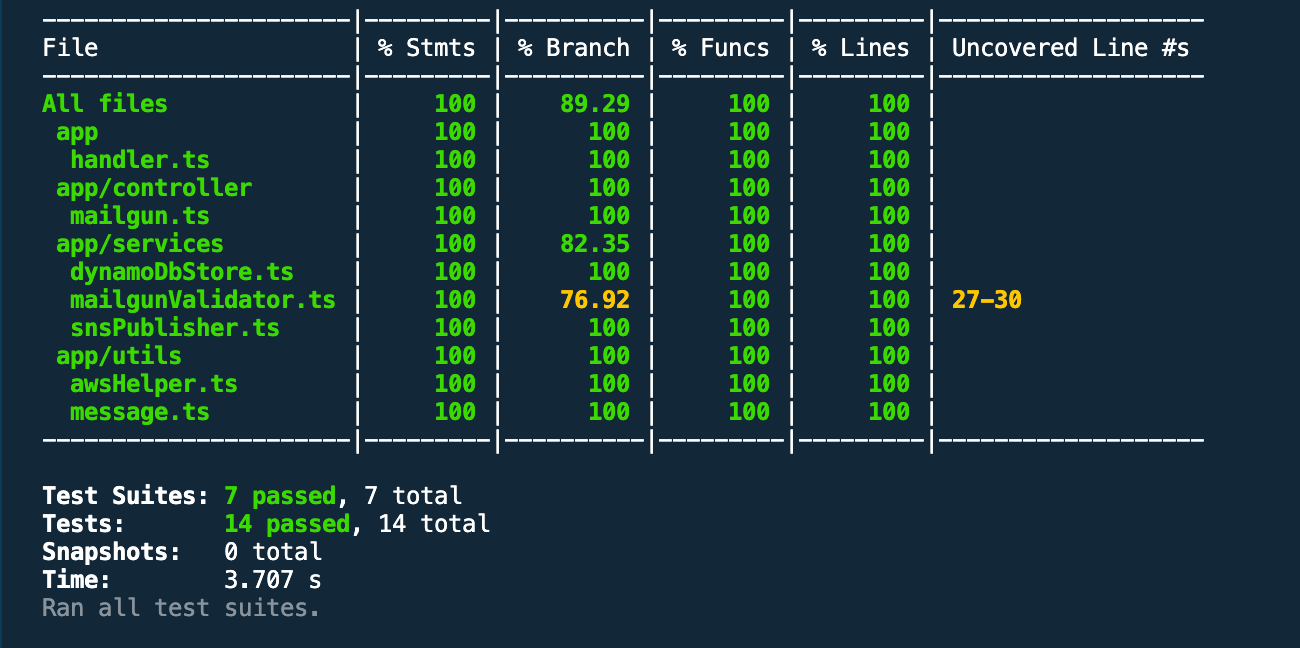 ----------------------|---------|----------|---------|---------|-------------------
File                  | % Stmts | % Branch | % Funcs | % Lines | Uncovered Line #s
----------------------|---------|----------|---------|---------|-------------------
All files             |     100 |    89.29 |     100 |     100 |
 app                  |     100 |      100 |     100 |     100 |
  handler.ts          |     100 |      100 |     100 |     100 |
 app/controller       |     100 |      100 |     100 |     100 |
  mailgun.ts          |     100 |      100 |     100 |     100 |
 app/services         |     100 |    82.35 |     100 |     100 |
  dynamoDbStore.ts    |     100 |      100 |     100 |     100 |
  mailgunValidator.ts |     100 |    76.92 |     100 |     100 | 27-30
  snsPublisher.ts     |     100 |      100 |     100 |     100 |
 app/utils            |     100 |      100 |     100 |     100 |
  awsHelper.ts        |     100 |      100 |     100 |     100 |
  message.ts          |     100 |      100 |     100 |     100 |
----------------------|---------|----------|---------|---------|-------------------
Test Suites: 7 passed, 7 total
Tests:       14 passed, 14 total
Snapshots:   0 total
Time:        3.707 s
Ran all test suites.